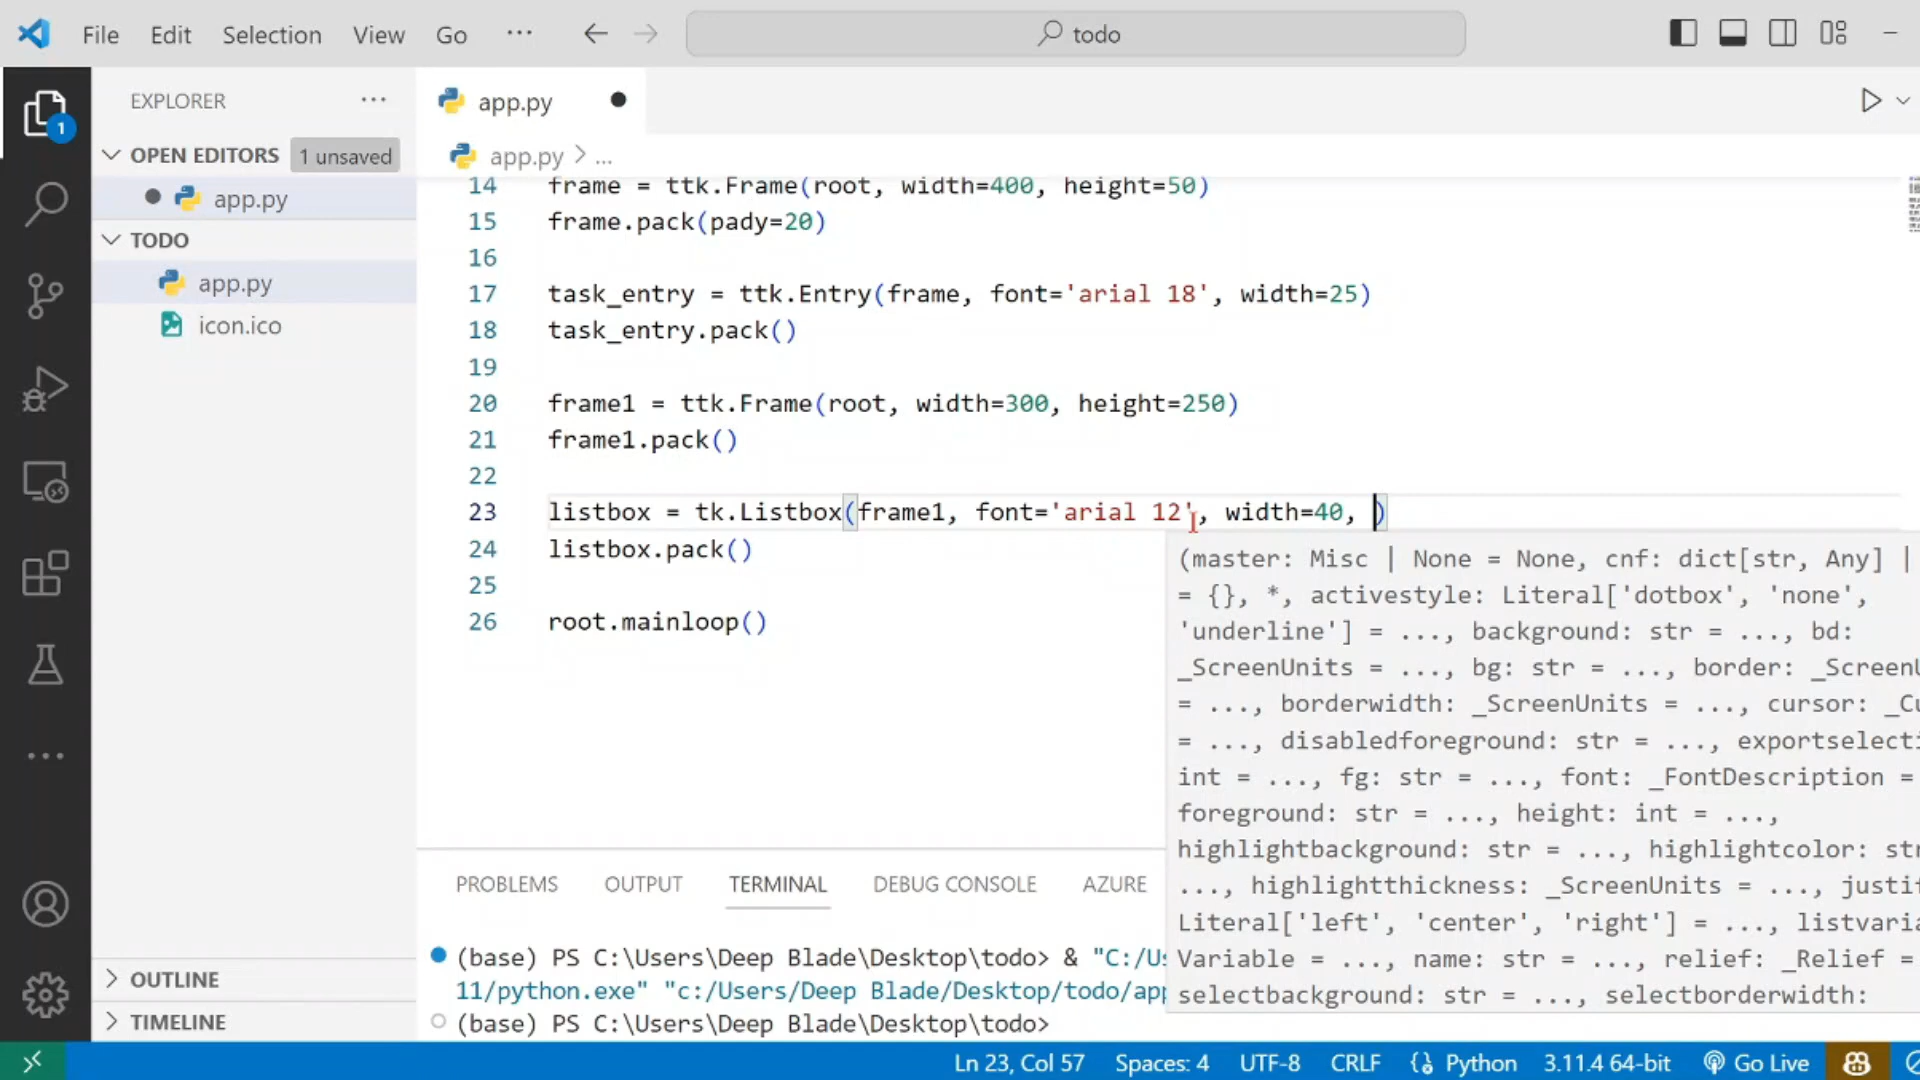 File Edit Selection View Go ··· todo
EXPLORER ···
OPEN EDITORS 1 unsaved
app.py
TODO
app.py
icon.ico
OUTLINE
TIMELINE
1
app.py
app.py > ...
14 frame = ttk.Frame(root, width=400, height=50)
15 frame.pack(pady=20)
16
17 task_entry = ttk.Entry(frame, font='arial 18', width=25)
18 task_entry.pack()
19
20 frame1 = ttk.Frame(root, width=300, height=250)
21 frame1.pack()
22
23 listbox = tk.Listbox(frame1, font='arial 12', width=40, )
24 listbox.pack()
25
26 root.mainloop()
(master: Misc | None = None, cnf: dict[str, Any] |
= {}, *, activestyle: Literal['dotbox', 'none',
'underline'] = ..., background: str = ..., bd:
_ScreenUnits = ..., bg: str = ..., border: _ScreenU
= ..., borderwidth: _ScreenUnits = ..., cursor: _Cu
= ..., disabledforeground: str = ..., exportselecti
int = ..., fg: str = ..., font: _FontDescription =
foreground: str = ..., height: int = ...,
highlightbackground: str = ..., highlightcolor: str
..., highlightthickness: _ScreenUnits = ..., justif
Literal['left', 'center', 'right'] = ..., listvaria
Variable = ..., name: str = ..., relief: _Relief =
selectbackground: str = ..., selectborderwidth:
PROBLEMS OUTPUT TERMINAL DEBUG CONSOLE AZURE
(base) PS C:\Users\Deep Blade\Desktop\todo> & "C:/Us
11/python.exe" "c:/Users/Deep Blade/Desktop/todo/app
(base) PS C:\Users\Deep Blade\Desktop\todo>
Ln 23, Col 57 Spaces: 4 UTF-8 CRLF Python 3.11.4 64-bit Go Live